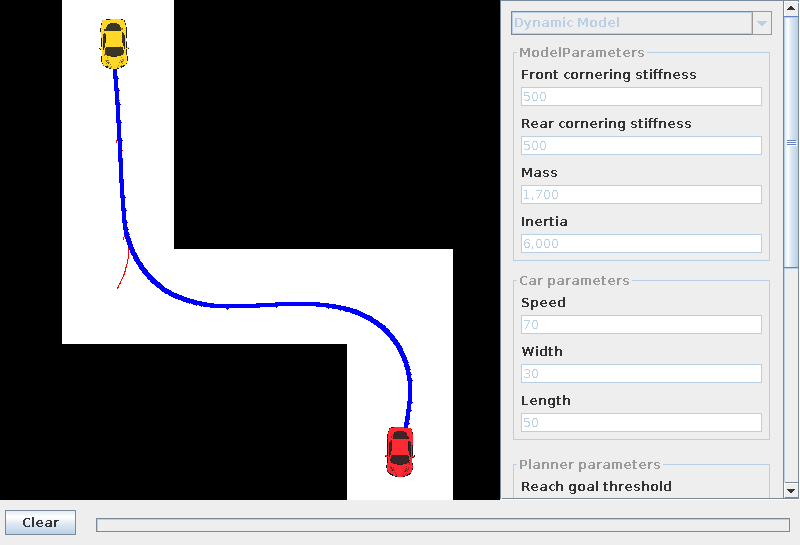 Dynamic Model
ModelParameters
Front cornering stiffness
500
Rear cornering stiffness
500
Mass
1,700
Inertia
6,000
Car parameters
Speed
70
Width
30
Length
50
Planner parameters
Reach goal threshold
Clear